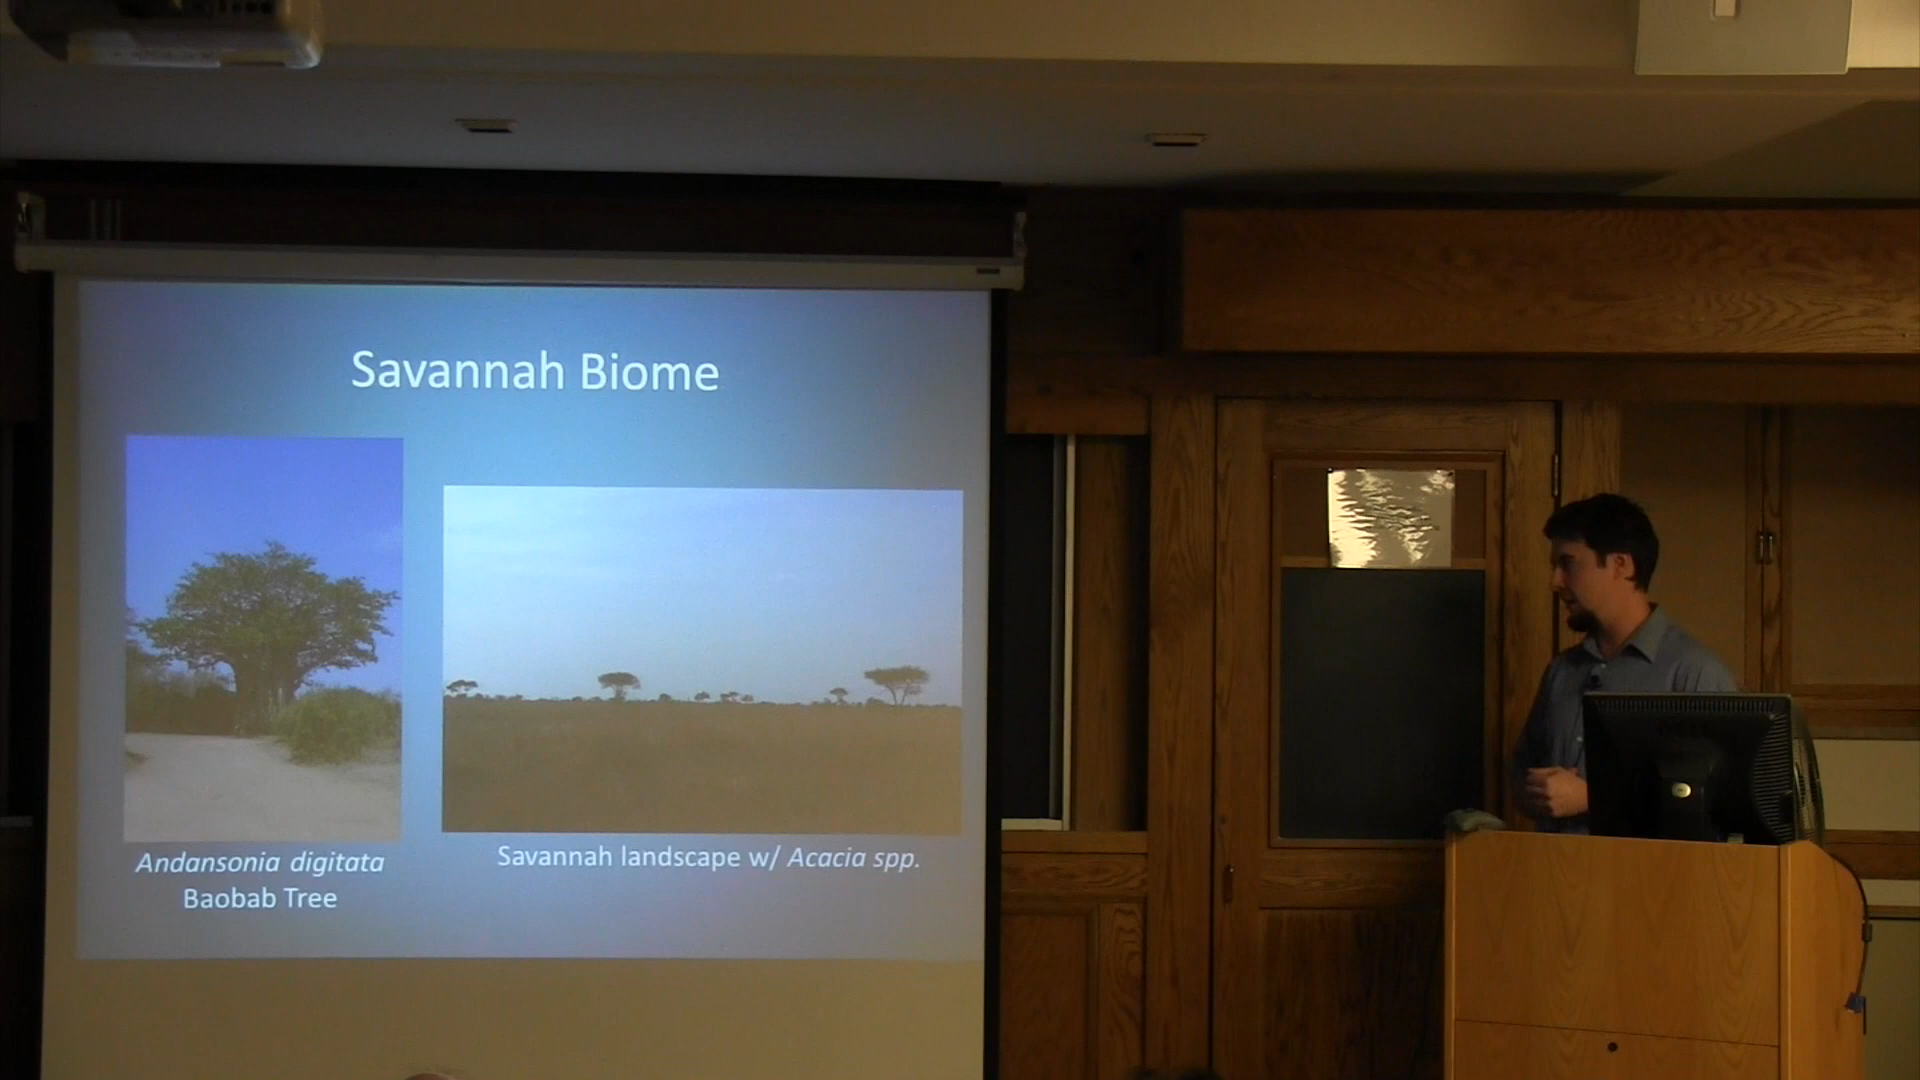 Savannah Biome
Andansonia digitata
Baobab Tree
Savannah landscape w/ Acacia spp.